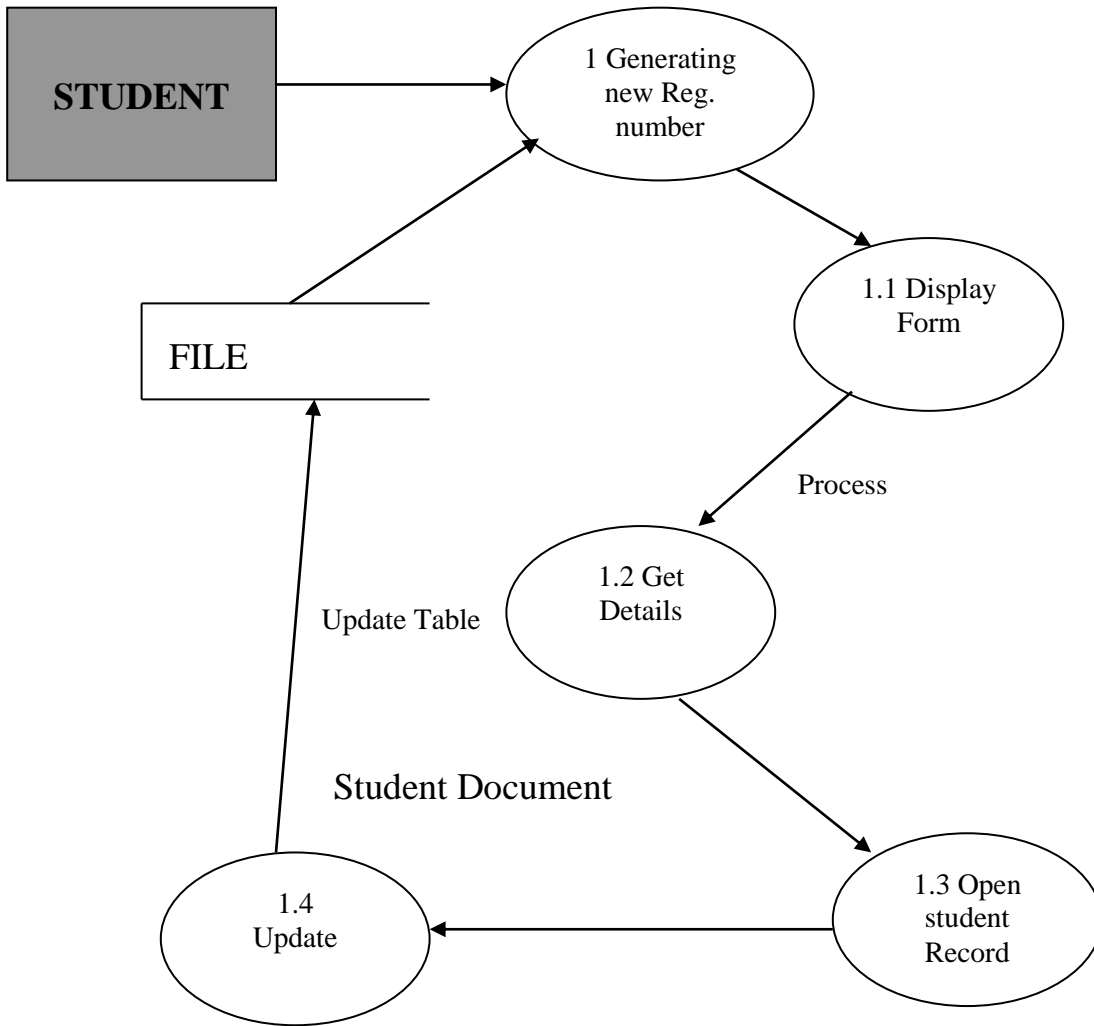 STUDENT
1 Generating
new Reg.
number
1.1 Display
Form
FILE
Process
1.2 Get
Details
Update Table
Student Document
1.3 Open
student
Record
1.4
Update